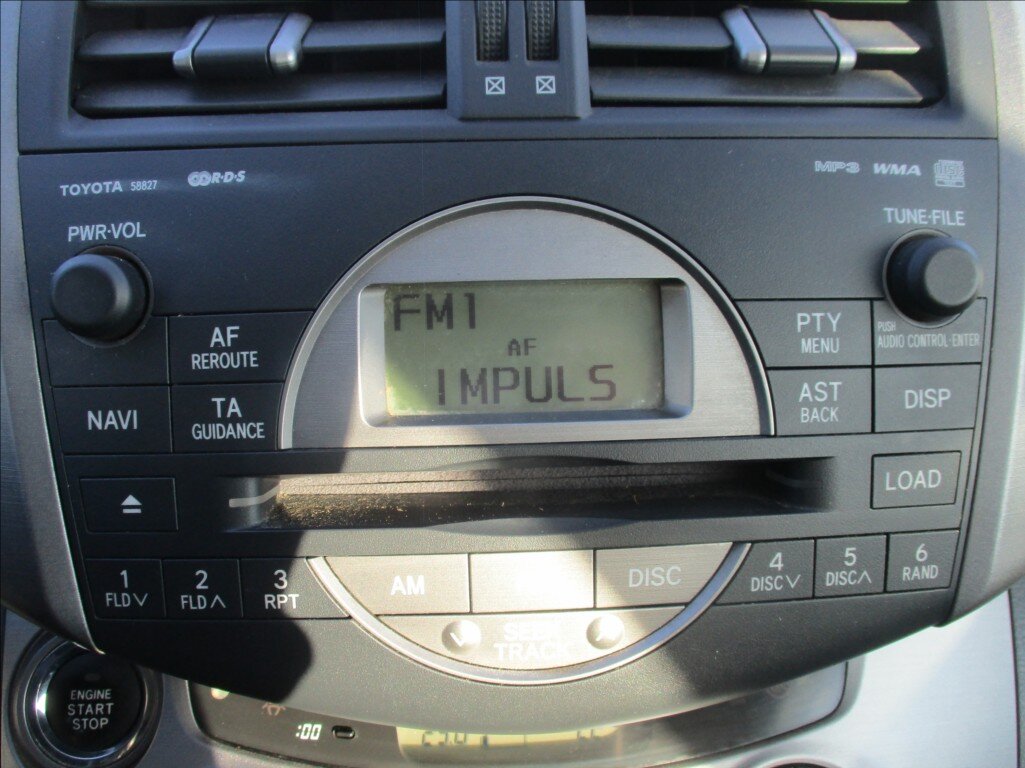 TOYOTA 58827
R·D·S
MP3 WMA
PWR·VOL
TUNE·FILE
FM1
AF
IMPULS
AF
REROUTE
PTY
MENU
PUSH
AUDIO CONTROL·ENTER
NAVI
TA
GUIDANCE
AST
BACK
DISP
LOAD
1
FLD
2
FLD
3
RPT
AM
DISC
4
DISC
5
DISC
6
RAND
TRACK
ENGINE
START
STOP
:00